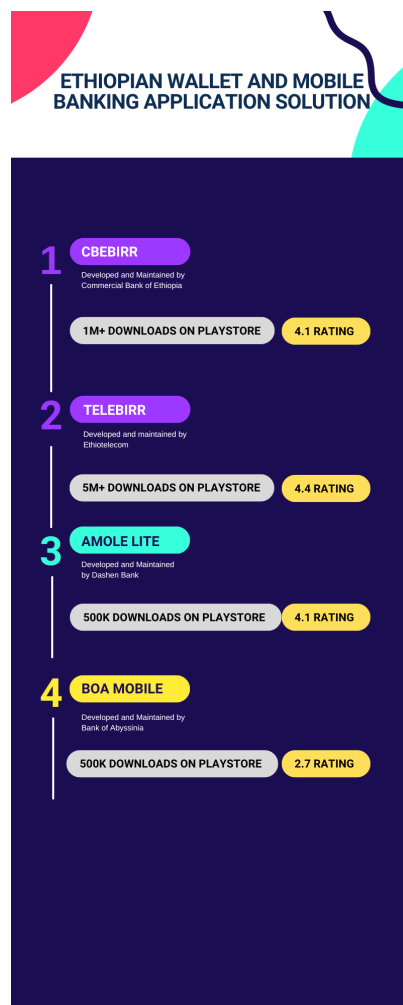 ETHIOPIAN WALLET AND MOBILE
BANKING APPLICATION SOLUTION
1
CBEBIRR
Developed and Maintained by
Commercial Bank of Ethiopia
1M+ DOWNLOADS ON PLAYSTORE
4.1 RATING
2
TELEBIRR
Developed and maintained by
Ethiotelecom
5M+ DOWNLOADS ON PLAYSTORE
4.4 RATING
3
AMOLE LITE
Developed and Maintained
by Dashen Bank
500K DOWNLOADS ON PLAYSTORE
4.1 RATING
4
BOA MOBILE
Developed and Maintained by
Bank of Abyssinia
500K DOWNLOADS ON PLAYSTORE
2.7 RATING